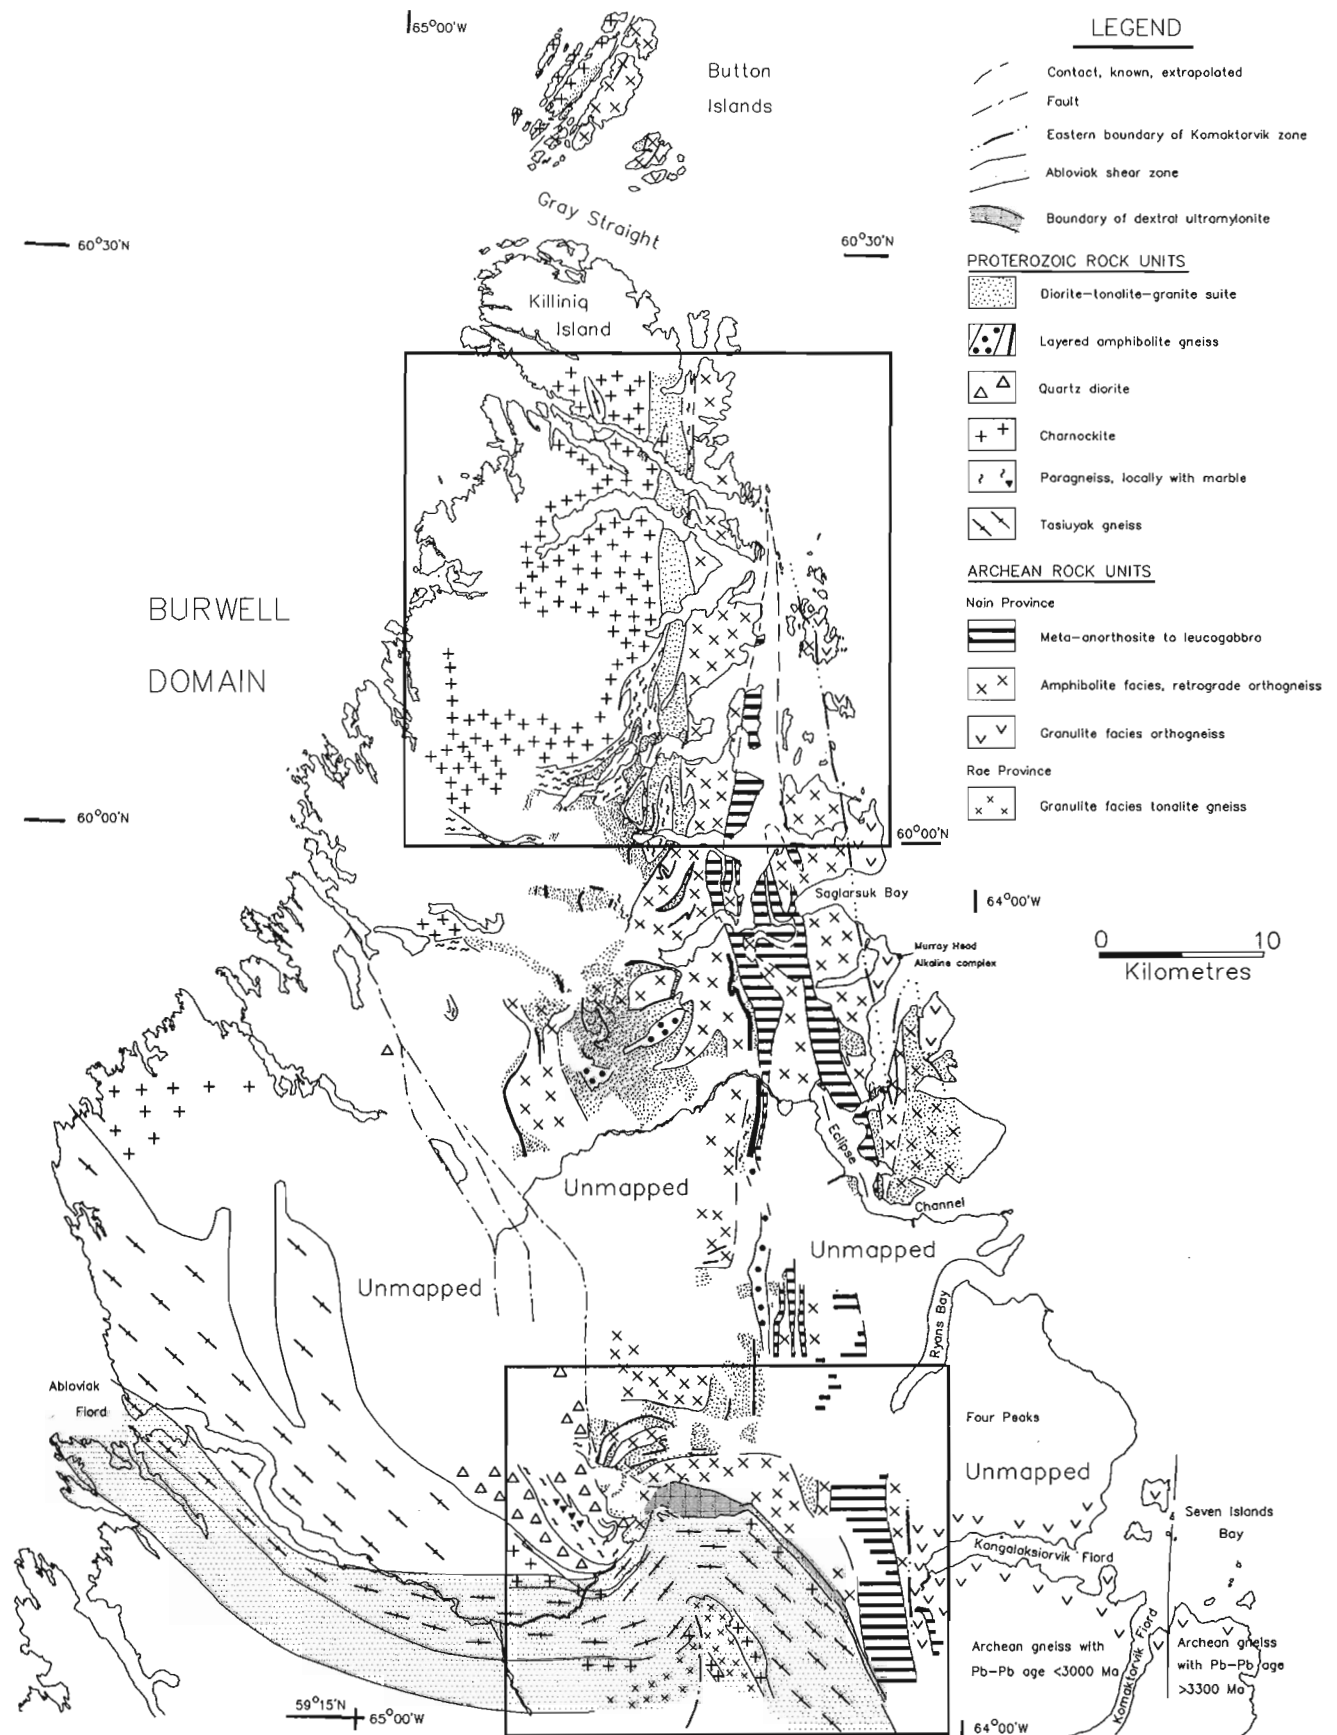 65°00'W
Button
Islands
Gray Straight
60°30'N
60°30'N
Killiniq
Island
BURWELL
DOMAIN
60°00'N
60°00'N
Saglarsuk Bay
64°00'W
Murray Head
Alkaline complex
0 10
Kilometres
Eclipse
Channel
Unmapped
Unmapped
Unmapped
Ryans Bay
Abloviak
Fiord
Four Peaks
Unmapped
Seven Islands
Bay
Kangalaksiorvik Fiord
Komaktorvik Fiord
Archean gneiss with
Pb-Pb age <3000 Ma
Archean gneiss
with Pb-Pb age
>3300 Ma
59°15'N
65°00'W
64°00'W
LEGEND
Contact, known, extrapolated
Fault
Eastern boundary of Komaktorvik zone
Abloviak shear zone
Boundary of dextral ultramylonite
PROTEROZOIC ROCK UNITS
Diorite-tonalite-granite suite
Layered amphibolite gneiss
Quartz diorite
Charnockite
Paragneiss, locally with marble
Tasiuyak gneiss
ARCHEAN ROCK UNITS
Nain Province
Meta-anorthosite to leucogabbro
Amphibolite facies, retrograde orthogneiss
Granulite facies orthogneiss
Rae Province
Granulite facies tonalite gneiss